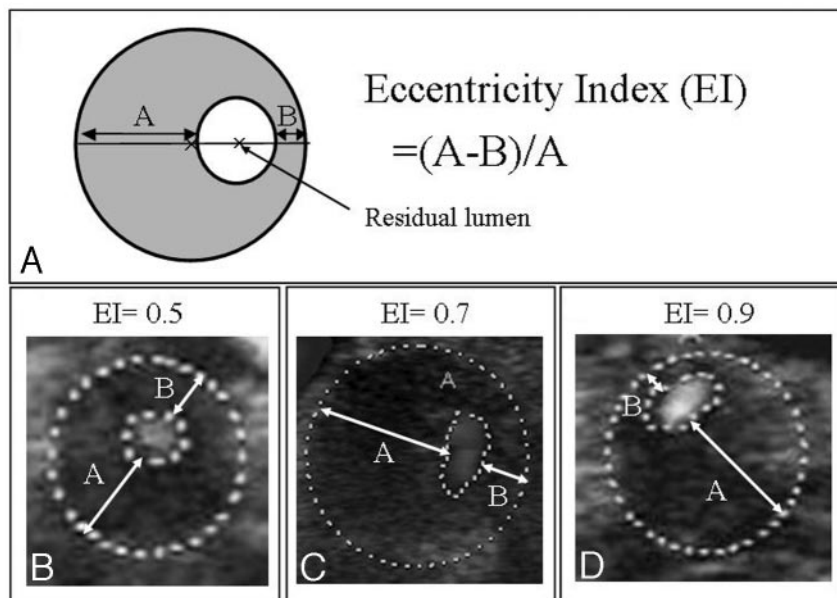 A
B
Eccentricity Index (EI)
=(A-B)/A
Residual lumen
A
EI= 0.5
EI= 0.7
EI= 0.9
B
A
B
A
A
B
C
B
A
D